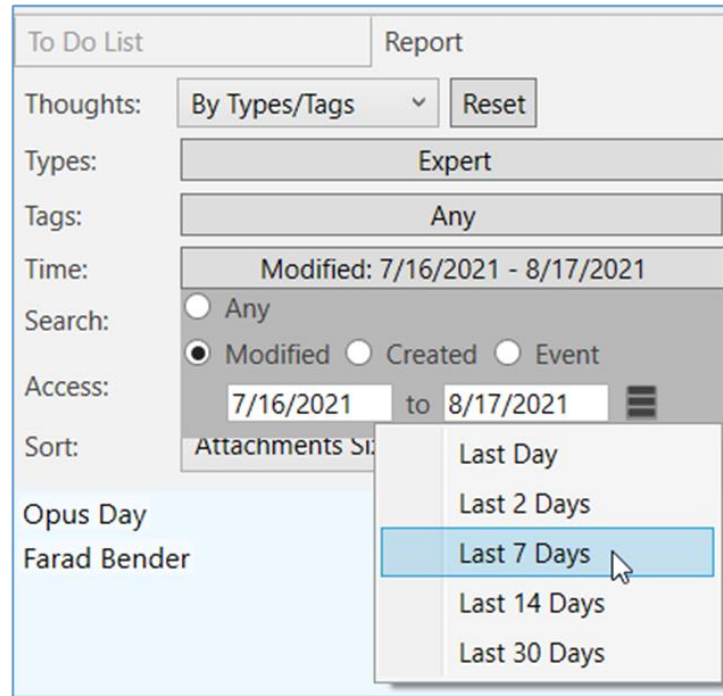 To Do List Report
Thoughts: By Types/Tags Reset
Types: Expert
Tags: Any
Time: Modified: 7/16/2021 - 8/17/2021
Search: Any
Modified Created Event
Access: 7/16/2021 to 8/17/2021
Sort: Attachments
Last Day
Opus Day Last 2 Days
Farad Bender Last 7 Days
Last 14 Days
Last 30 Days